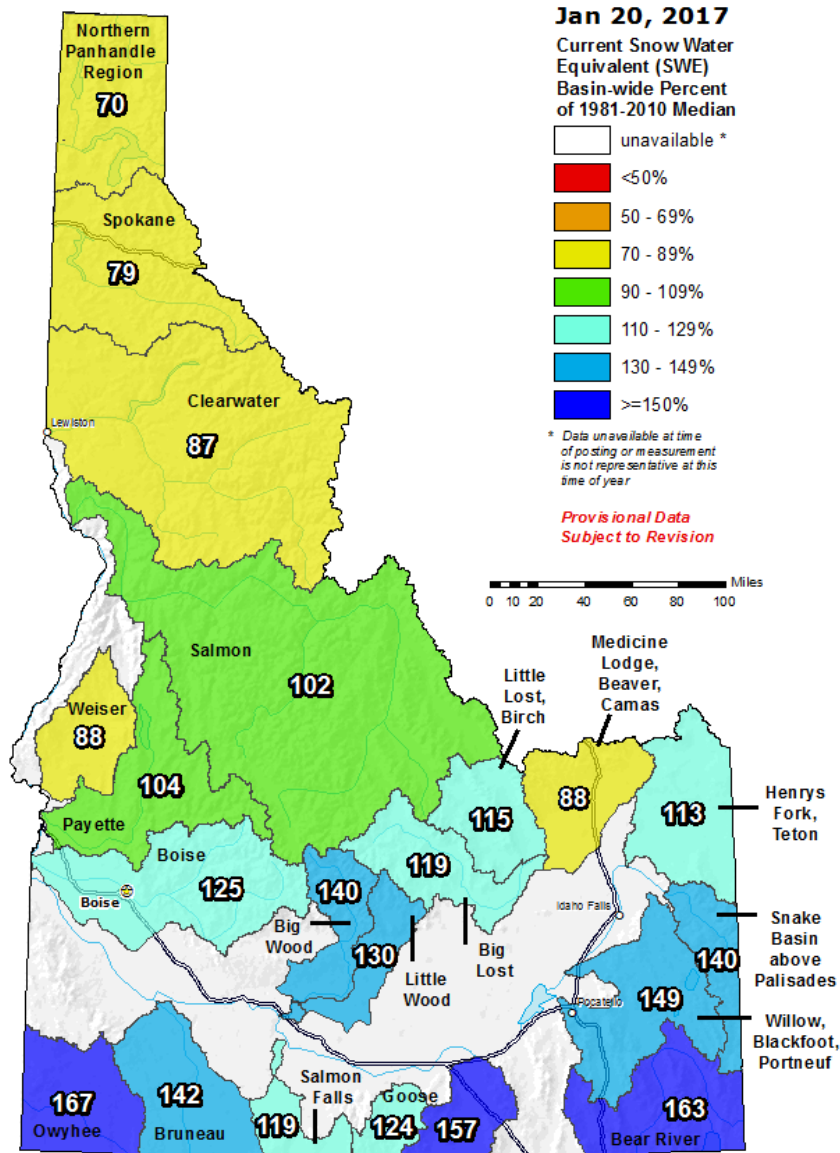 Jan 20, 2017
Current Snow Water
Equivalent (SWE)
Basin-wide Percent
of 1981-2010 Median
unavailable *
<50%
50 - 69%
70 - 89%
90 - 109%
110 - 129%
130 - 149%
>=150%
* Data unavailable at time
of posting or measurement
is not representative at this
time of year
Provisional Data
Subject to Revision
Miles
0 10 20 40 60 80 100
Northern
Panhandle
Region
70
Spokane
79
Clearwater
87
Lewiston
Salmon
102
Weiser
88
104
Payette
Little
Lost,
Birch
115
Medicine
Lodge,
Beaver,
Camas
88
113
Henrys
Fork,
Teton
Boise
125
Boise
140
Big
Wood
130
Little
Wood
119
Big
Lost
Idaho Falls
140
Snake
Basin
above
Palisades
149
Pocatello
Willow,
Blackfoot,
Portneuf
167
Owyhee
142
Bruneau
Salmon
Falls
119
Goose
124
157
163
Bear River